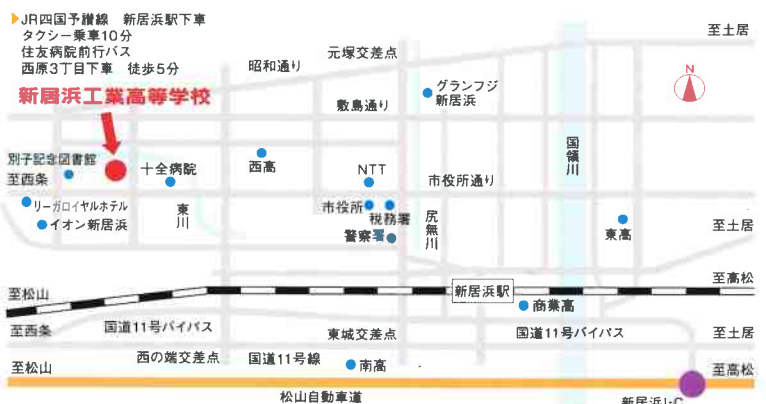 JR四国予讃線　新居浜駅下車
タクシー乗車10分
住友病院前行バス
西原3丁目下車　徒歩5分
新居浜工業高等学校
元塚交差点
至土居
昭和通り
グランフジ
新居浜
N
敷島通り
国領川
別子記念図書館
十全病院
西高
NTT
市役所通り
至西条
リーガロイヤルホテル
イオン新居浜
東川
市役所
税務署
警察署
尻無川
東高
至土居
至松山
新居浜駅
至高松
商業高
至西条
国道11号バイパス
東城交差点
国道11号バイパス
至土居
西の端交差点
国道11号線
南高
至松山
至高松
松山自動車道
新居浜I.C